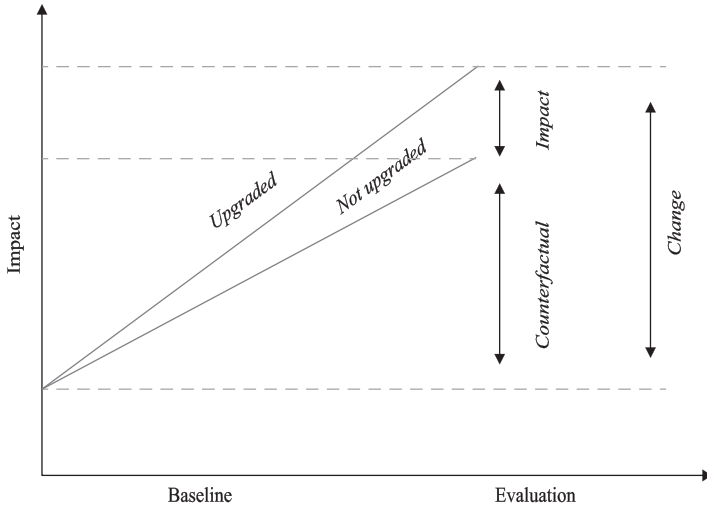 Impact
Upgraded
Not upgraded
Impact
Counterfactual
Change
Baseline
Evaluation